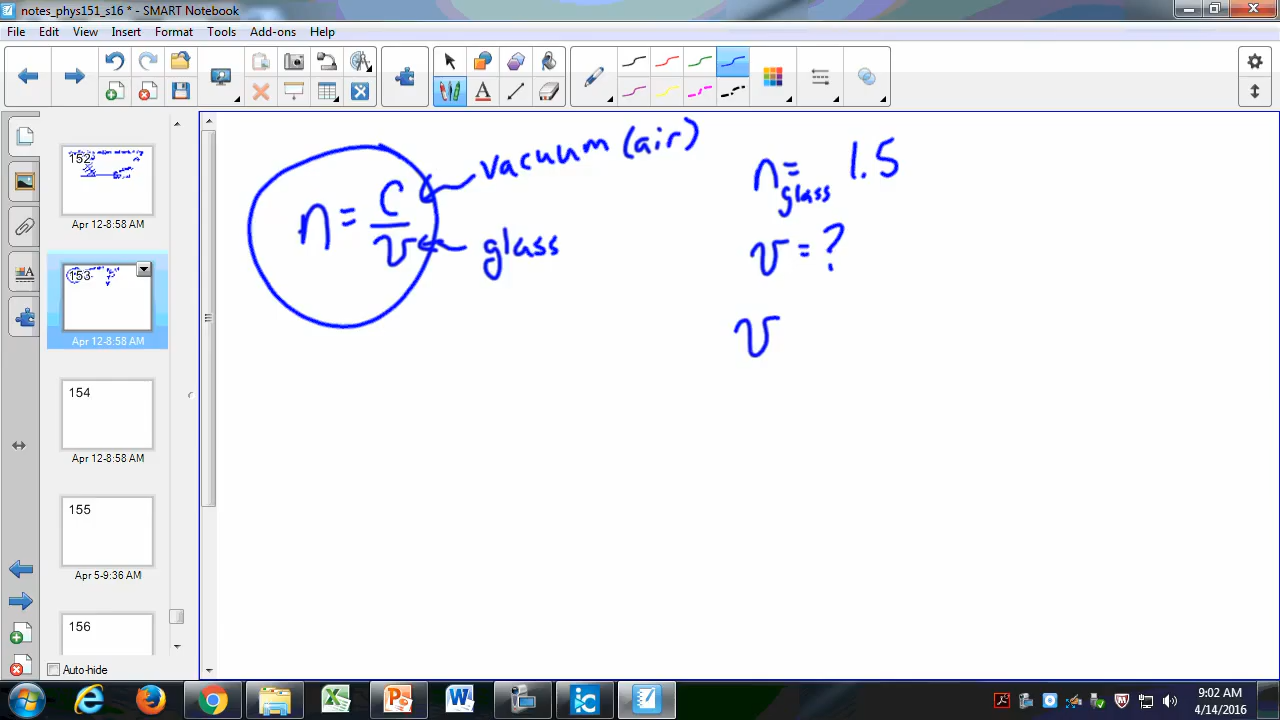 notes_phys151_s16 * - SMART Notebook
File Edit View Insert Format Tools Add-ons Help
152
Apr 12-8:58 AM
153
Apr 12-8:58 AM
154
Apr 12-8:58 AM
155
Apr 5-9:36 AM
156
Auto-hide
n = c/v
vacuum (air)
glass
n glass = 1.5
v = ?
v
9:02 AM
4/14/2016